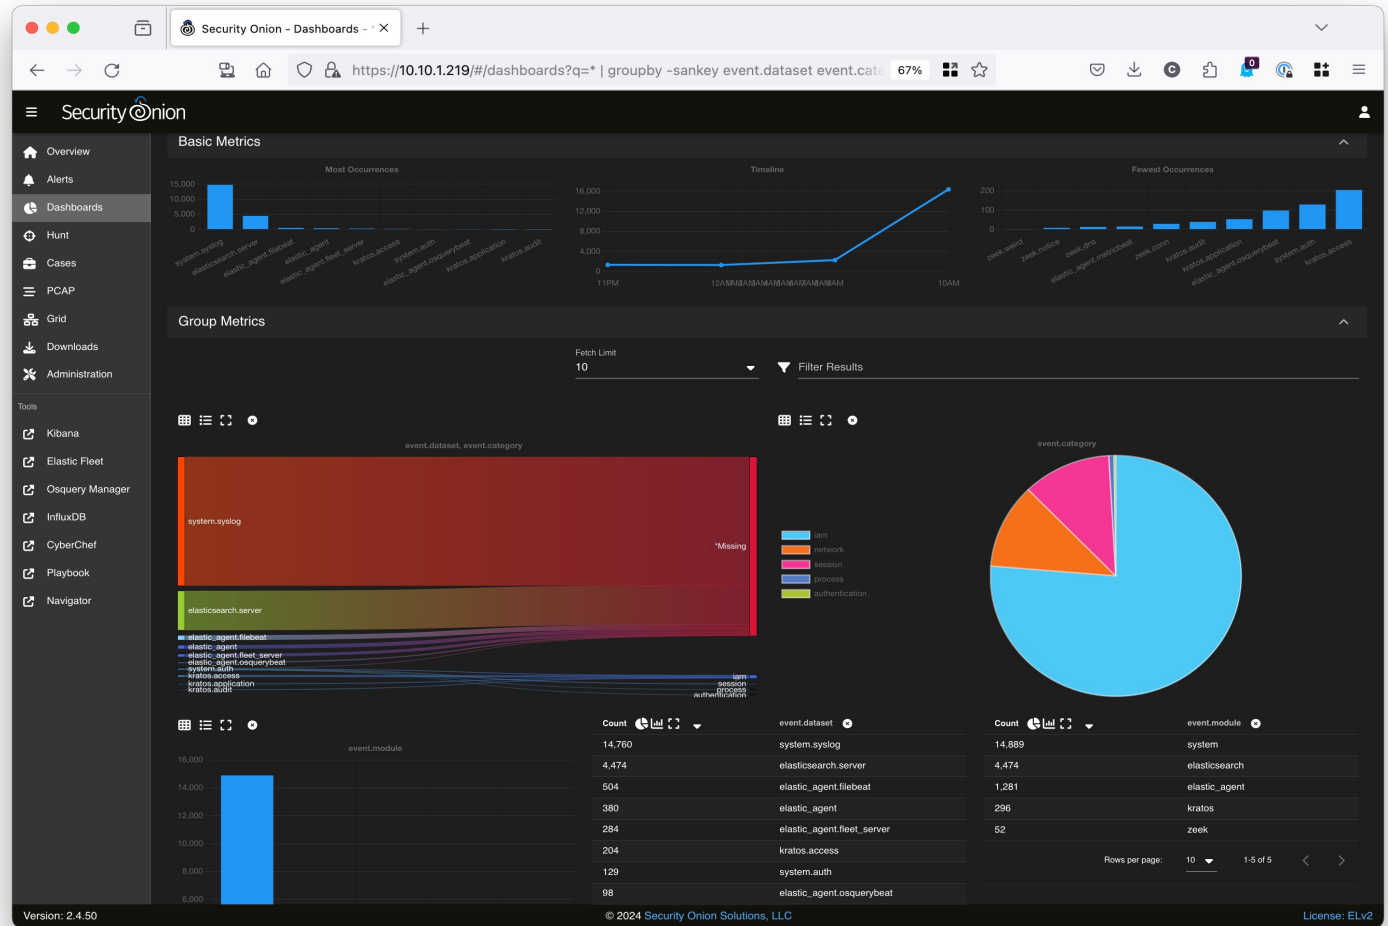 Security Onion - Dashboards - *
https://10.10.1.219/#/dashboards?q=* | groupby -sankey event.dataset event.cate
67%
0
Security Onion
Overview
Alerts
Dashboards
Hunt
Cases
PCAP
Grid
Downloads
Administration
Tools
Kibana
Elastic Fleet
Osquery Manager
InfluxDB
CyberChef
Playbook
Navigator
Basic Metrics
Most Occurrences
15,000
10,000
5,000
0
system.syslog
elasticsearch.server
elastic_agent.filebeat
elastic_agent
elastic_agent.fleet_server
kratos.access
system.auth
elastic_agent.osquerybeat
kratos.application
kratos.audit
Timeline
16,000
12,000
8,000
4,000
0
11PM
12AM
10AM
Fewest Occurrences
200
100
0
zeek.weird
zeek.notice
zeek.dns
elastic_agent.metricbeat
zeek.conn
kratos.audit
kratos.application
elastic_agent.osquerybeat
system.auth
kratos.access
Group Metrics
Fetch Limit
10
Filter Results
event.dataset, event.category
system.syslog
elasticsearch.server
elastic_agent.filebeat
elastic_agent
elastic_agent.fleet_server
elastic_agent.osquerybeat
system.auth
kratos.access
kratos.application
kratos.audit
*Missing
iam
session
process
authentication
event.category
iam
network
session
process
authentication
event.module
16,000
14,000
12,000
10,000
8,000
6,000
Count event.dataset
14,760 system.syslog
4,474 elasticsearch.server
504 elastic_agent.filebeat
380 elastic_agent
284 elastic_agent.fleet_server
204 kratos.access
129 system.auth
98 elastic_agent.osquerybeat
Count event.module
14,889 system
4,474 elasticsearch
1,281 elastic_agent
296 kratos
52 zeek
Rows per page: 10 1-5 of 5
Version: 2.4.50
© 2024 Security Onion Solutions, LLC
License: ELv2